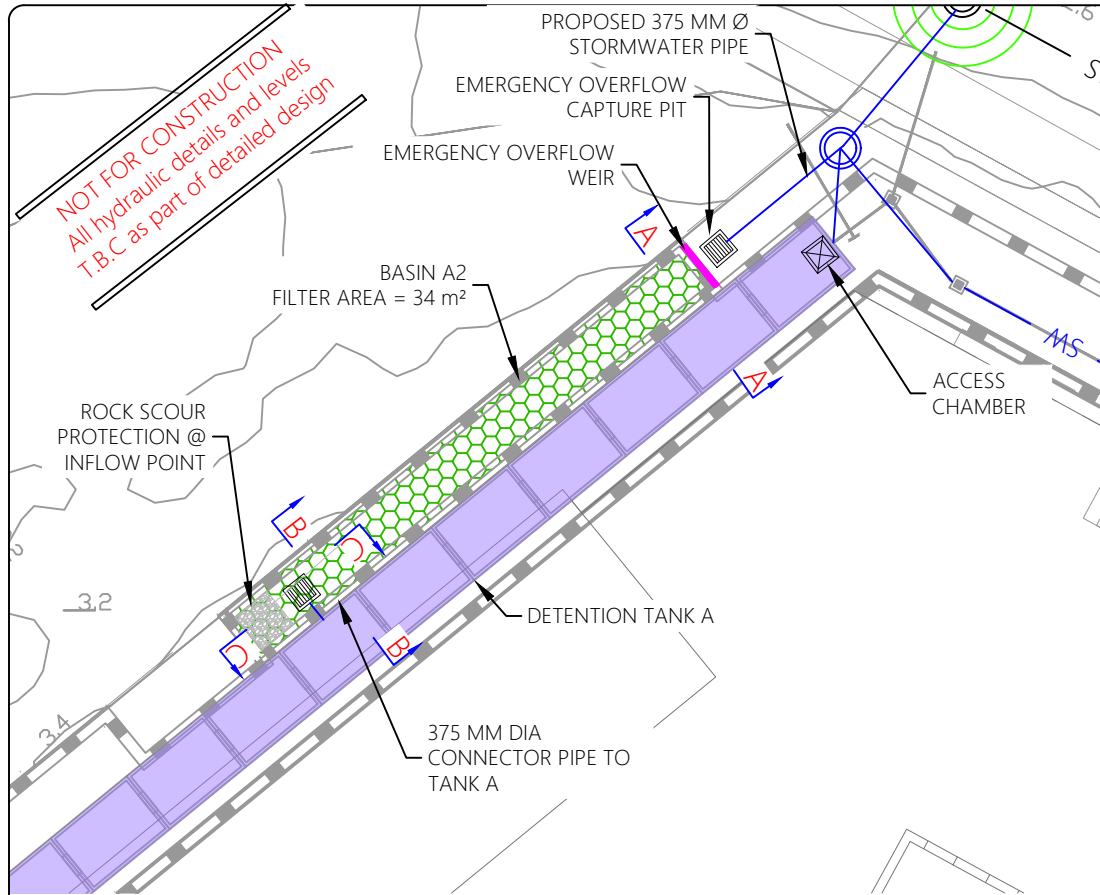 PROPOSED 375 MM Ø
STORMWATER PIPE
EMERGENCY OVERFLOW
CAPTURE PIT
EMERGENCY OVERFLOW
WEIR
NOT FOR CONSTRUCTION
All hydraulic details and levels
T.B.C as part of detailed design
A
BASIN A2
FILTER AREA = 34 m²
SW
A
ACCESS
CHAMBER
ROCK SCOUR
PROTECTION @
INFLOW POINT
B
C
3.2
DETENTION TANK A
B
C
3.4
375 MM DIA
CONNECTOR PIPE TO
TANK A